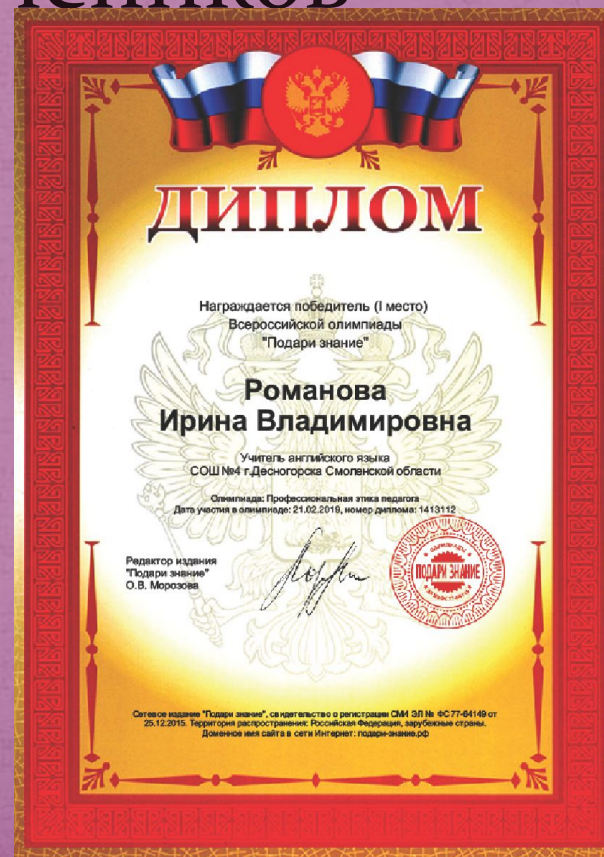 ДИПЛОМ
Награждается победитель (I место)
Всероссийской олимпиады
"Подари знание"
Романова
Ирина Владимировна
Учитель английского языка
СОШ №4 г.Десногорска Смоленской области
Олимпиада: Профессиональная этика педагога
Дата участия в олимпиаде: 21.02.2019, номер диплома: 1413112
Редактор издания
"Подари знание"
О.В. Морозова
ПОДАРИ ЗНАНИЕ
Сетевое издание "Подари знание", свидетельство о регистрации СМИ ЭЛ № ФС77-64149 от
25.12.2015. Территория распространения: Российская Федерация, зарубежные страны.
Доменное имя сайта в сети Интернет: подари-знание.рф